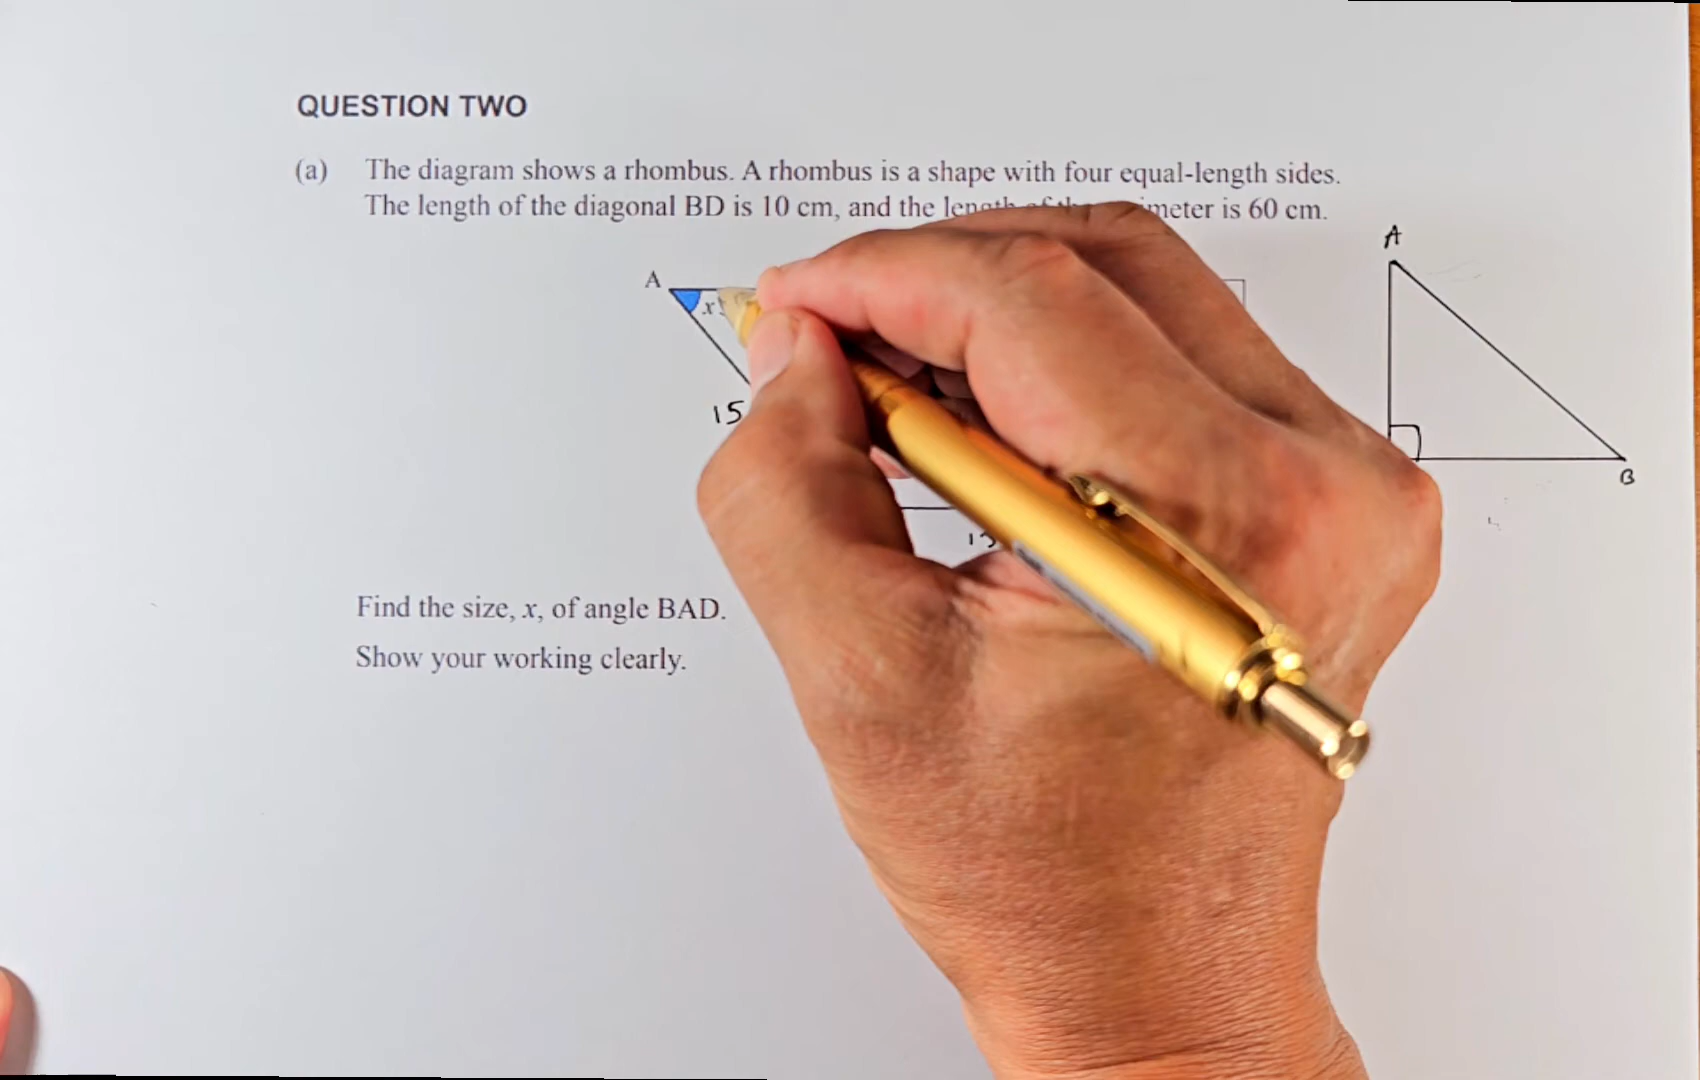 QUESTION TWO
(a) The diagram shows a rhombus. A rhombus is a shape with four equal-length sides.
The length of the diagonal BD is 10 cm, and the length is 60 cm.
A
A
x
15
B
15
Find the size, x, of angle BAD.
Show your working clearly.